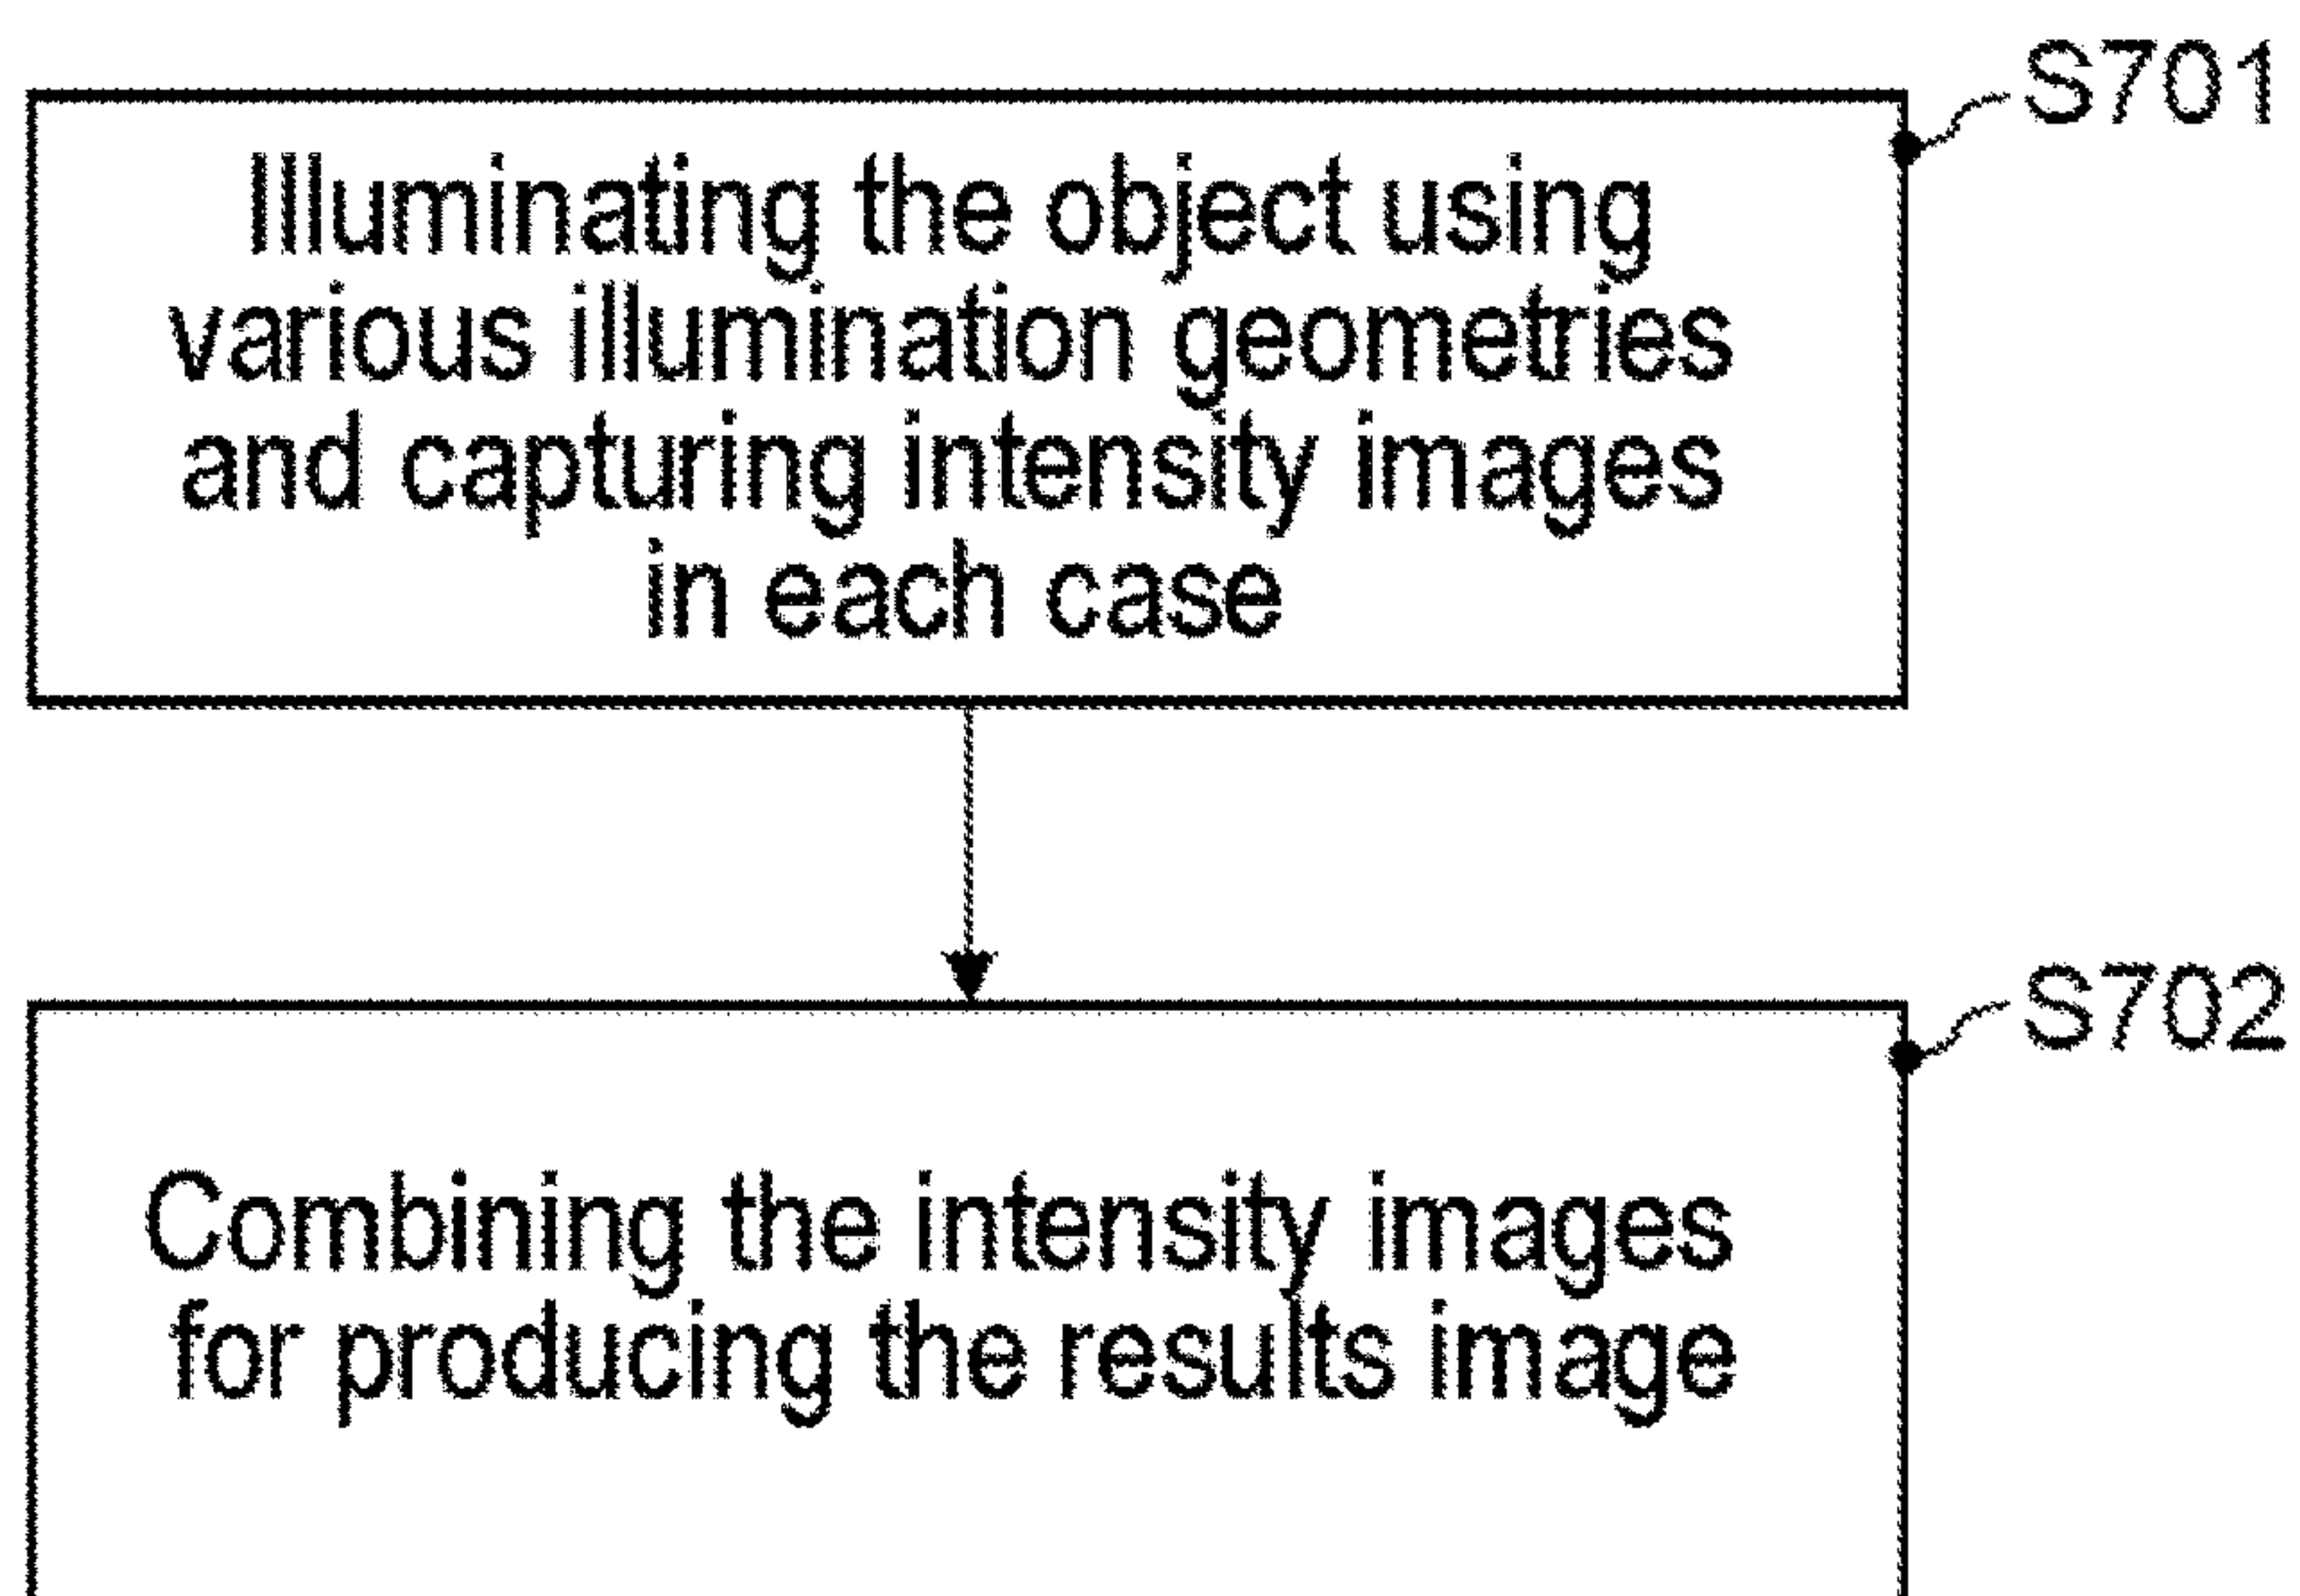 S701
Illuminating the object using
various illumination geometries
and capturing intensity images
in each case
S702
Combining the intensity images
for producing the results image